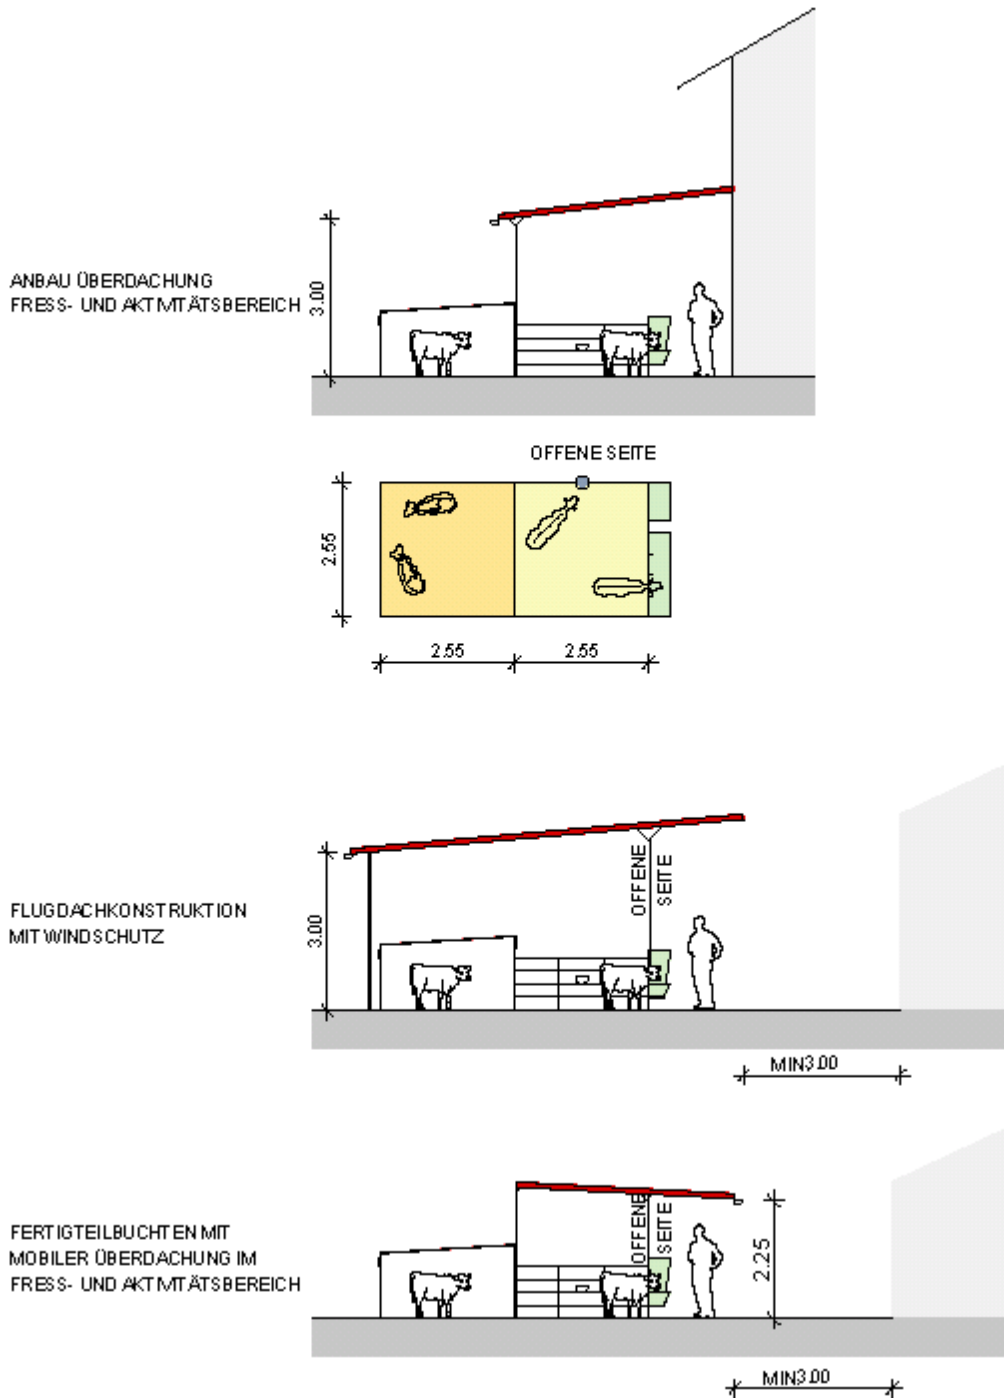 ANBAU ÜBERDACHUNG
FRESS- UND AKTIVITÄTSBEREICH
3.00
OFFENE SEITE
2.55
2.55
2.55
FLUGDACHKONSTRUKTION
MIT WINDSCHUTZ
3.00
OFFENE
SEITE
MIN3.00
FERTIGTEILBUCHTEN MIT
MOBILER ÜBERDACHUNG IM
FRESS- UND AKTIVITÄTSBEREICH
OFFENE
SEITE
2.25
MIN3.00